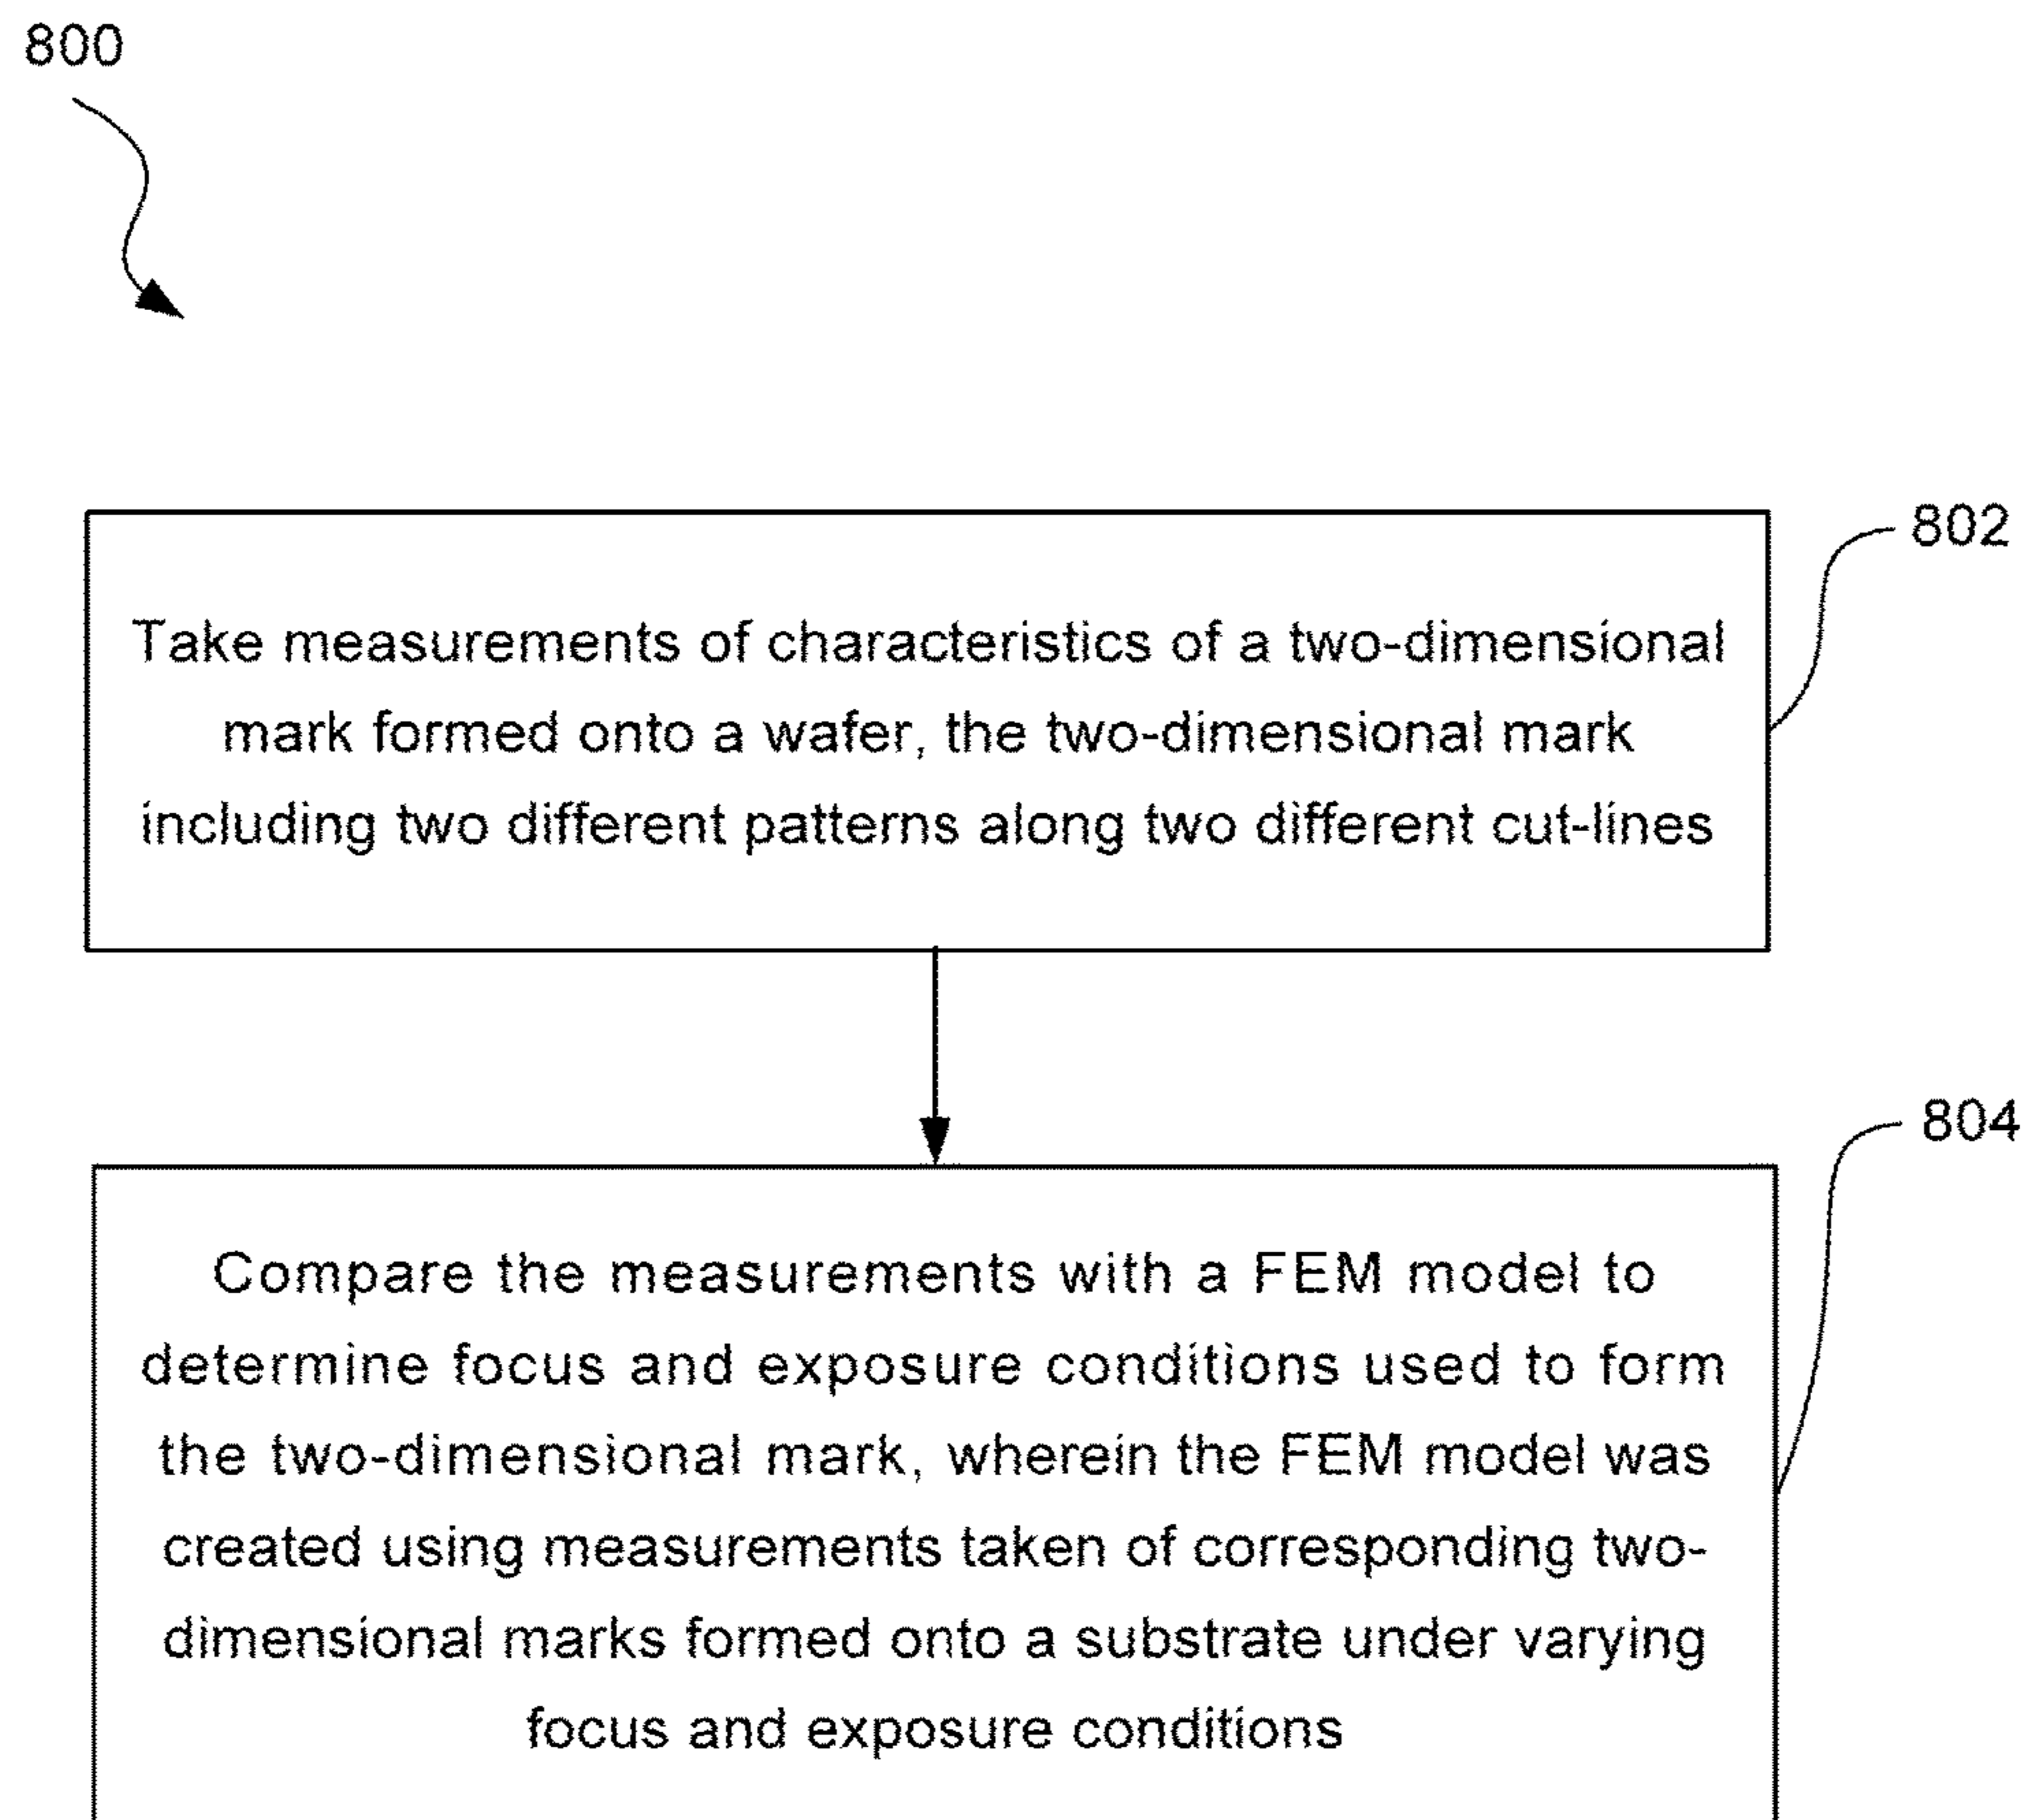 800
802
Take measurements of characteristics of a two-dimensional
mark formed onto a wafer, the two-dimensional mark
including two different patterns along two different cut-lines
804
Compare the measurements with a FEM model to
determine focus and exposure conditions used to form
the two-dimensional mark, wherein the FEM model was
created using measurements taken of corresponding two-
dimensional marks formed onto a substrate under varying
focus and exposure conditions